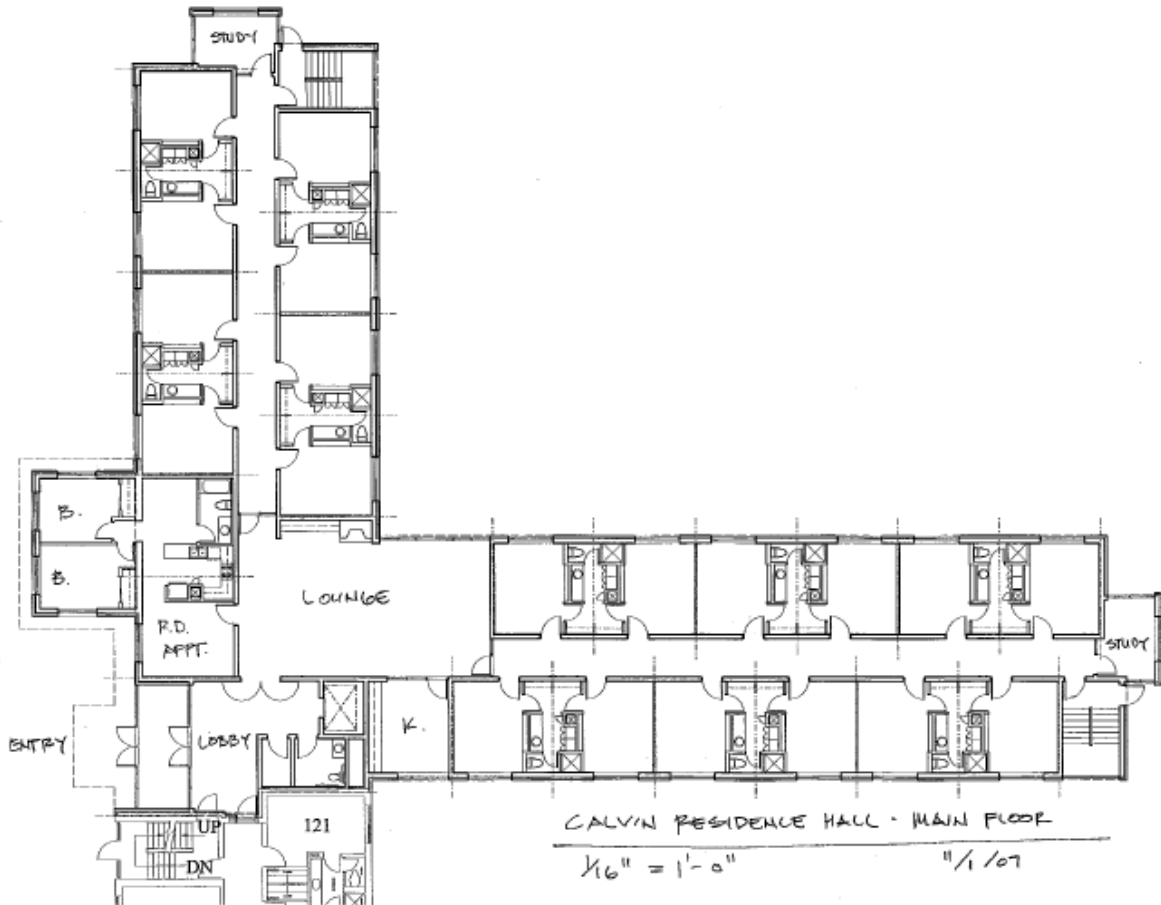 STUDY
B.
B.
LOUNGE
R.D.
APPT.
STUDY
ENTRY
LOBBY
K.
UP
DN
121
CALVIN RESIDENCE HALL - MAIN FLOOR
1/16" = 1'-0"
11/1/07